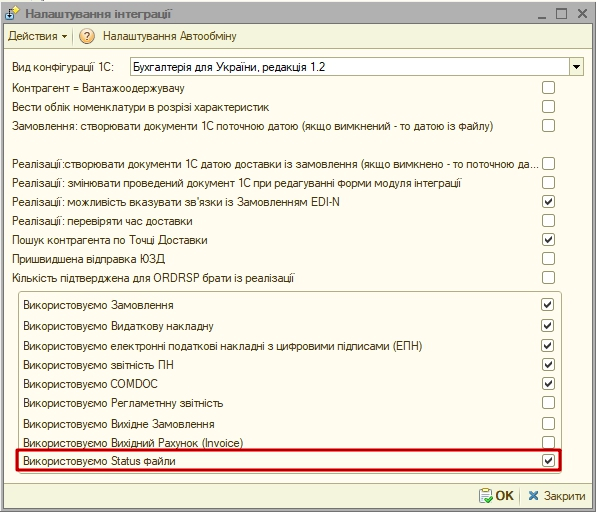 Налаштування інтеграції
Действия ? Налаштування Автообміну
Вид конфігурації 1С: Бухгалтерія для України, редакція 1.2
Контрагент = Вантажоодержувачу
Вести облік номенклатури в розрізі характеристик
Замовлення: створювати документи 1С поточною датою (якщо вимкнений - то датою із файлу)
Реалізації:створювати документи 1С датою доставки із замовлення (якщо вимкнено - то поточною да...
Реалізації: змінювати проведений документ 1С при редагуванні форми модуля інтеграції
Реалізації: можливість вказувати зв'язки із Замовленням EDI-N
Реалізації: перевіряти час доставки
Пошук контрагента по Точці Доставки
Пришвидшена відправка ЮЗД
Кількість підтверджена для ORDRSP брати із реалізації
Використовуємо Замовлення
Використовуємо Видаткову накладну
Використовуємо електронні податкові накладні з цифровими підписами (ЕПН)
Використовуємо звітність ПН
Використовуємо COMDOC
Використовуємо Регламетнну звітність
Використовуємо Вихідне Замовлення
Використовуємо Вихідний Рахунок (Invoice)
Використовуємо Status файли
OK Закрити